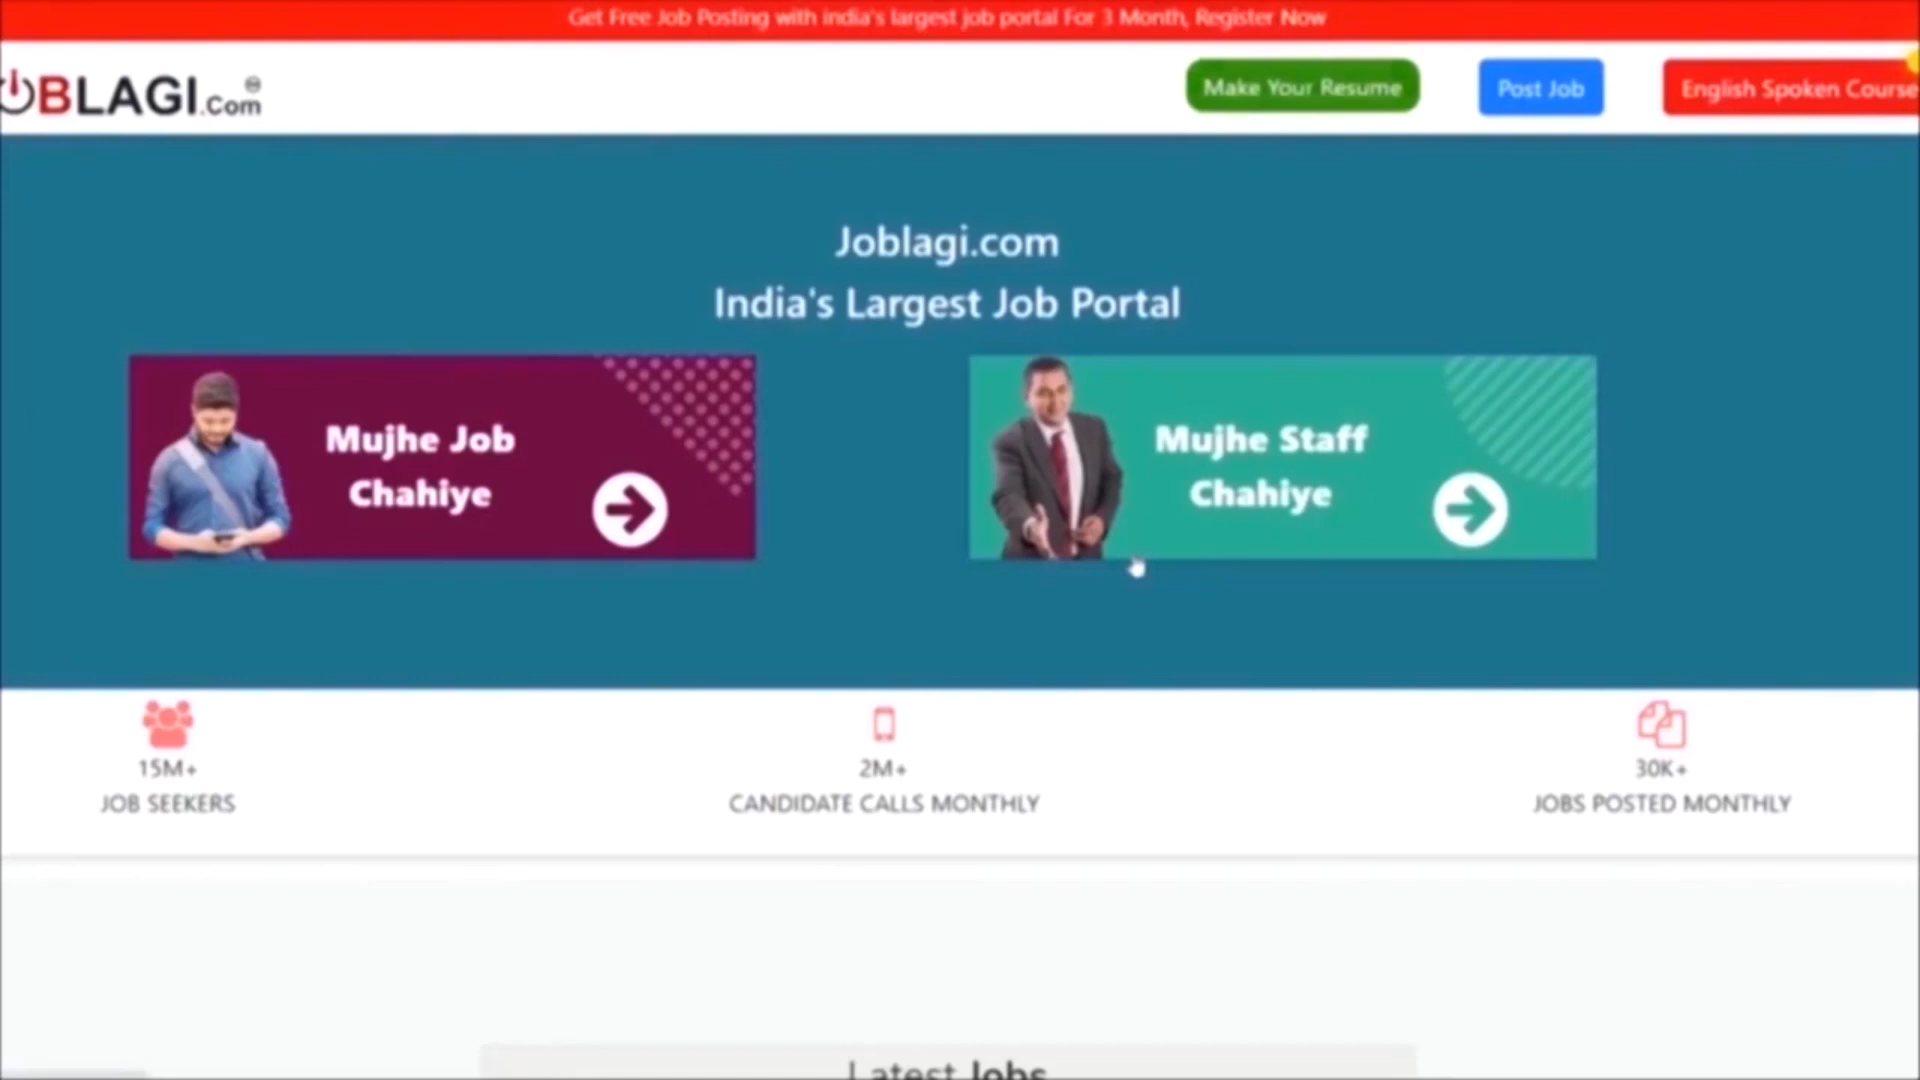 Get Free Job Posting with india's largest job portal For 3 Month, Register Now
OBLAGI.Com
Make Your Resume
Post Job
English Spoken Course
Joblagi.com
India's Largest Job Portal
Mujhe Job
Chahiye
Mujhe Staff
Chahiye
15M+
JOB SEEKERS
2M+
CANDIDATE CALLS MONTHLY
30K+
JOBS POSTED MONTHLY
Latest Jobs